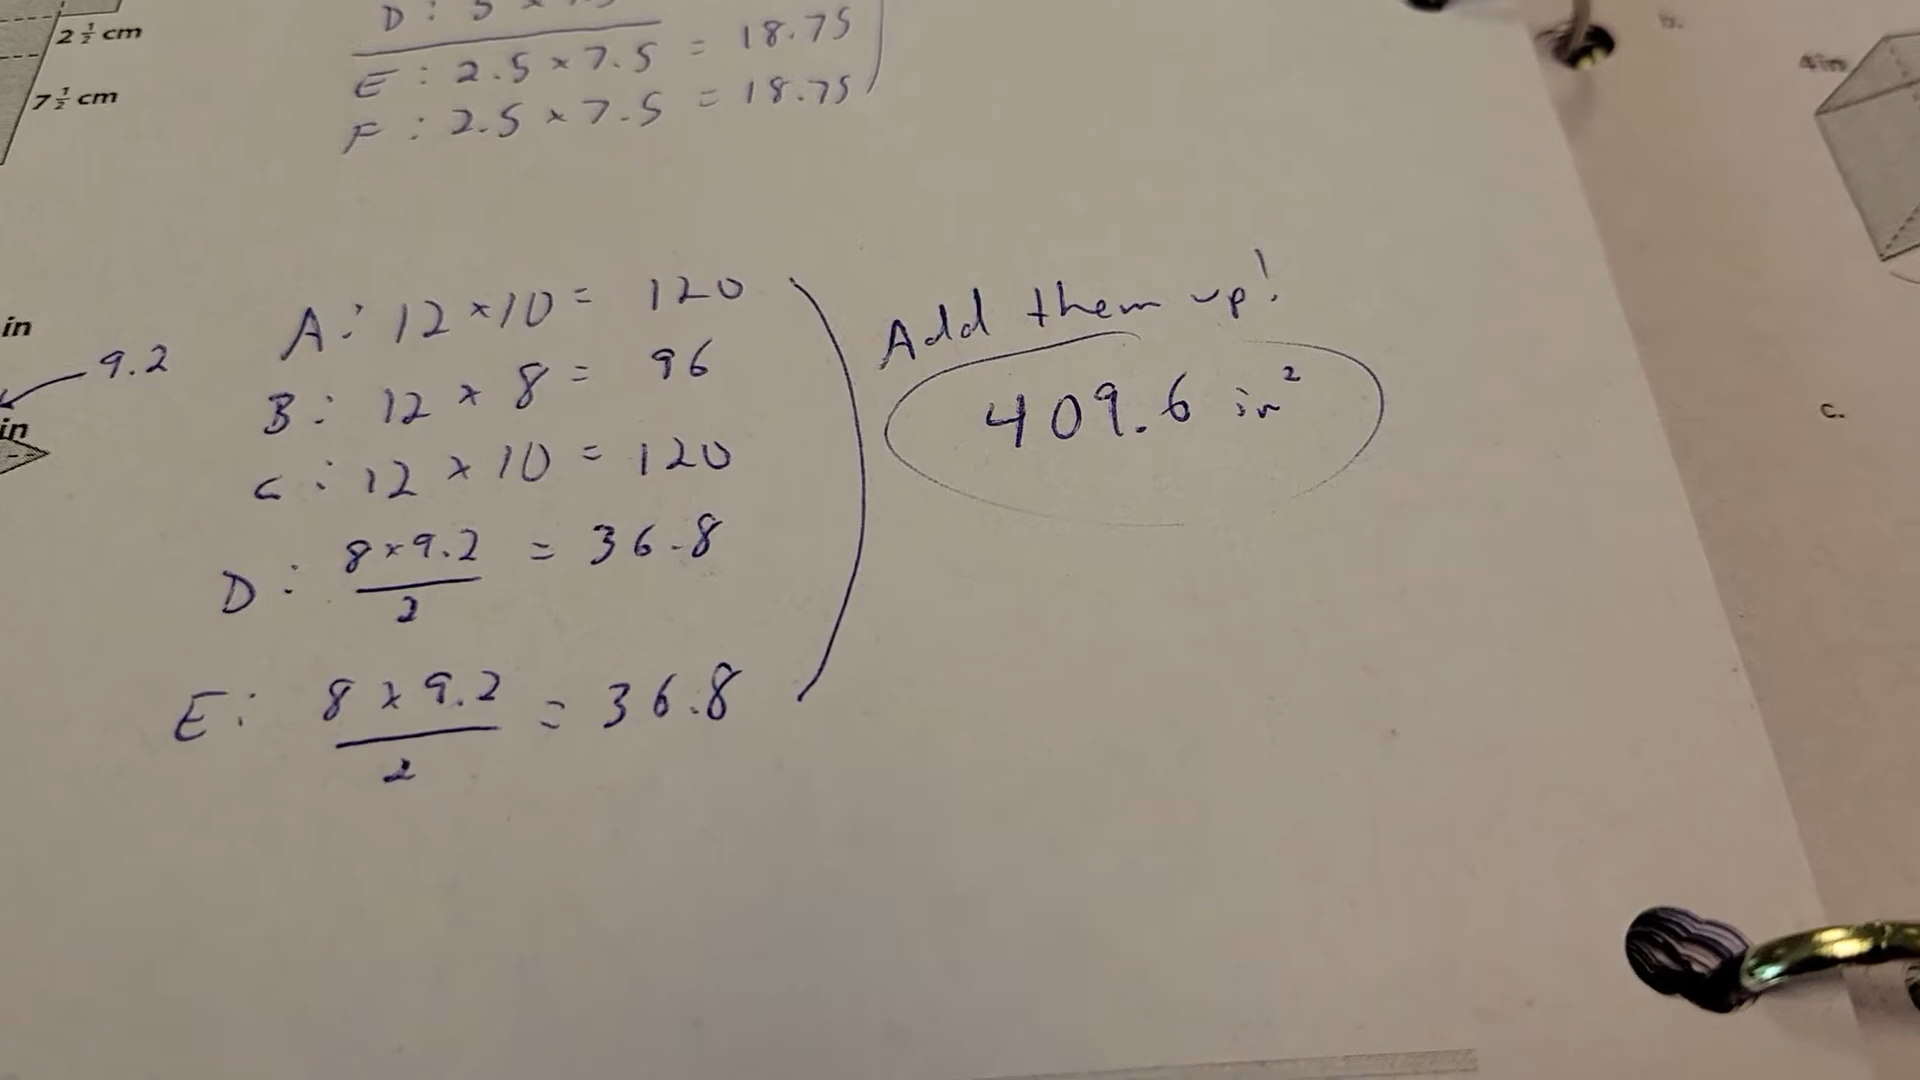 2 1/2 cm
7 1/2 cm
E : 2.5 × 7.5 = 18.75
F : 2.5 × 7.5 = 18.75
in
9.2
in
A : 12 × 10 = 120
B : 12 × 8 = 96
C : 12 × 10 = 120
D : 8 × 9.2 / 2 = 36.8
E : 8 × 9.2 / 2 = 36.8
Add them up!
409.6 in²
4in
c.